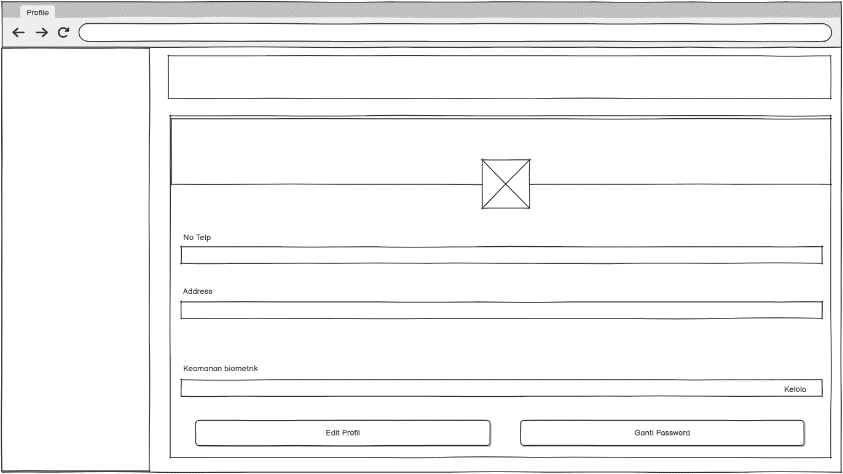 Profile
No Telp
Address
Keamanan biometrik
Kelola
Edit Profil
Ganti Password